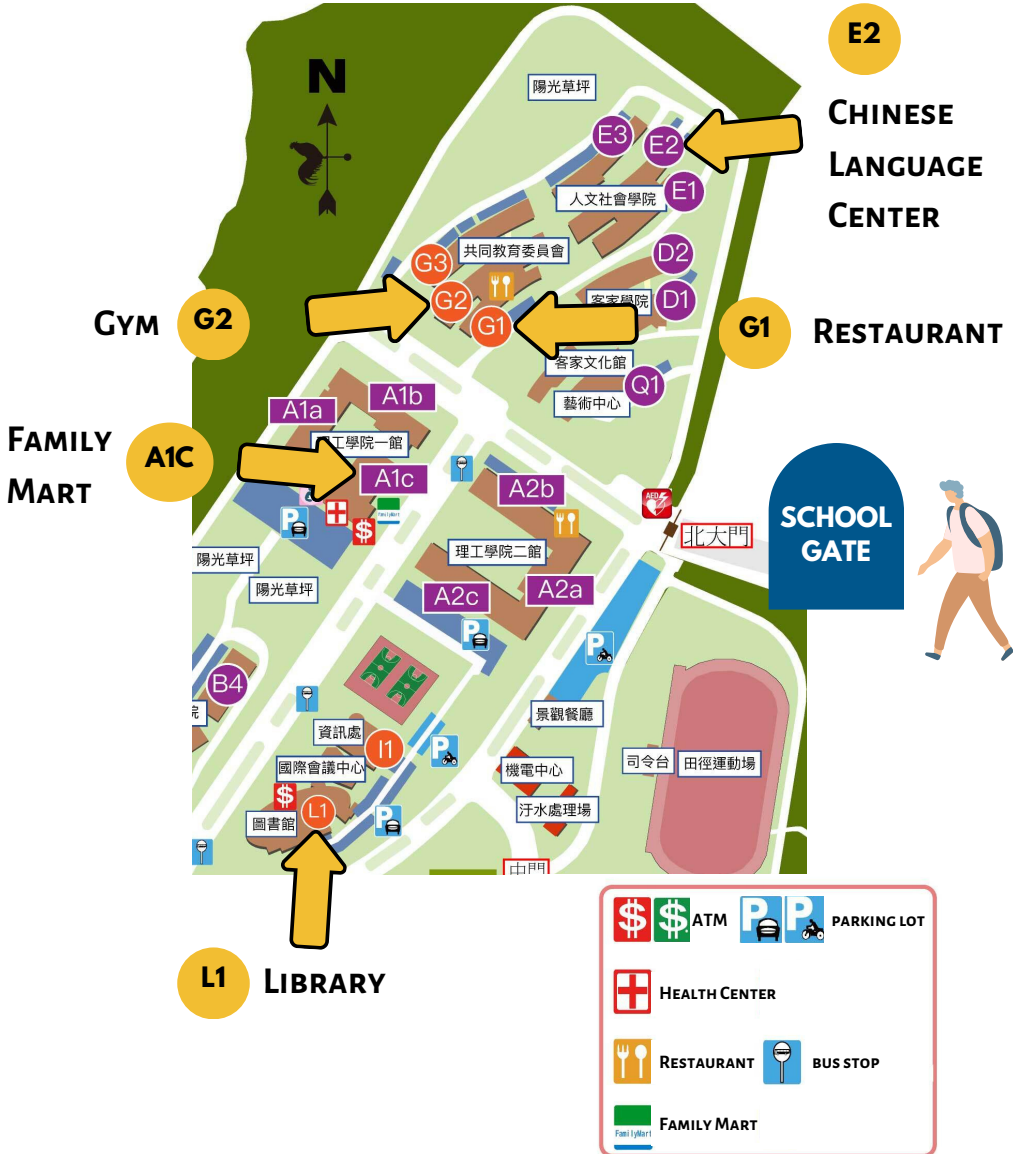 E2
CHINESE
LANGUAGE
CENTER
N
陽光草坪
E3
E2
人文社會學院
E1
共同教育委員會
D2
G3
G2
客家學院
D1
G1
GYM
G2
G1
RESTAURANT
客家文化館
Q1
藝術中心
A1b
A1a
理工學院一館
FAMILY
MART
A1C
A1c
A2b
FamilyMart
P
$
AED
北大門
SCHOOL
GATE
理工學院二館
陽光草坪
陽光草坪
A2c
A2a
P
P
B4
院
景觀餐廳
資訊處
I1
P
國際會議中心
機電中心
司令台
田徑運動場
$
L1
圖書館
P
汙水處理場
中門
L1
LIBRARY
$ $ ATM P P PARKING LOT
HEALTH CENTER
RESTAURANT
BUS STOP
FamilyMart
FAMILY MART